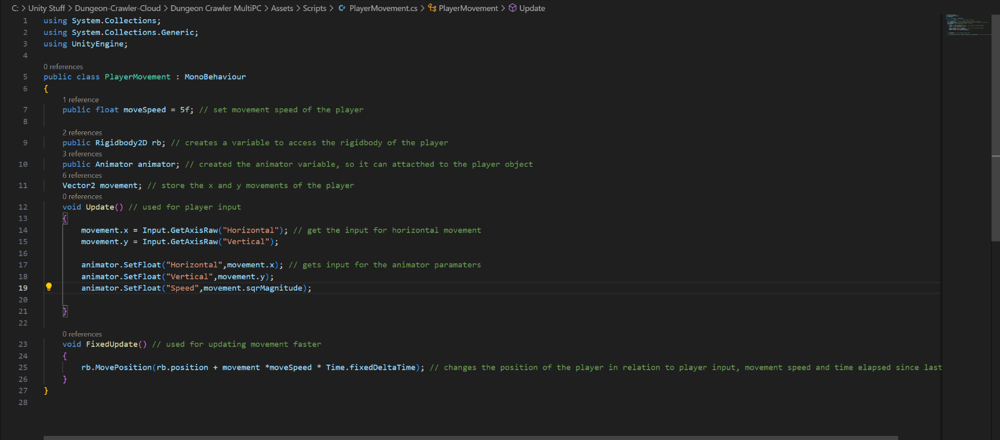 C: > Unity Stuff > Dungeon-Crawler-Cloud > Dungeon Crawler MultiPC > Assets > Scripts > PlayerMovement.cs > PlayerMovement > Update
1 using System.Collections;
2 using System.Collections.Generic;
3 using UnityEngine;
4
0 references
5 public class PlayerMovement : MonoBehaviour
6 {
1 reference
7 public float moveSpeed = 5f; // set movement speed of the player
8
2 references
9 public Rigidbody2D rb; // creates a variable to access the rigidbody of the player
3 references
10 public Animator animator; // created the animator variable, so it can attacthed to the player object
6 references
11 Vector2 movement; // store the x and y movements of the player
0 references
12 void Update() // used for player input
13 {
14 movement.x = Input.GetAxisRaw("Horizontal"); // get the input for horizontal movement
15 movement.y = Input.GetAxisRaw("Vertical");
16
17 animator.SetFloat("Horizontal",movement.x); // gets input for the animator paramaters
18 animator.SetFloat("Vertical",movement.y);
19 animator.SetFloat("Speed",movement.sqrMagnitude);
20
21 }
22
0 references
23 void FixedUpdate() // used for updating movement faster
24 {
25 rb.MovePosition(rb.position + movement *moveSpeed * Time.fixedDeltaTime); // changes the position of the player in relation to player input, movement speed and time elapsed since last
26 }
27 }
28